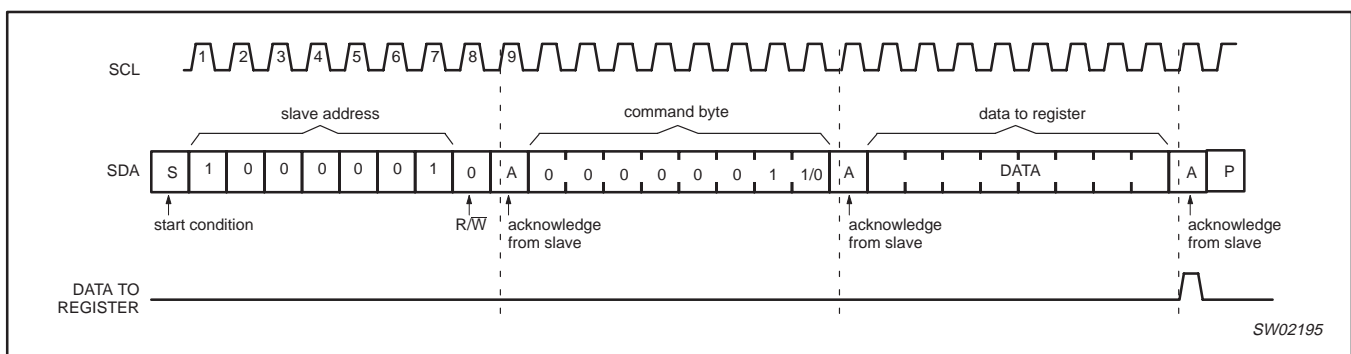 SCL 1 2 3 4 5 6 7 8 9
slave address command byte data to register
SDA S 1 0 0 0 0 0 1 0 A 0 0 0 0 0 0 1 1/0 A DATA A P
start condition R/W̅ acknowledge from slave acknowledge from slave acknowledge from slave
DATA TO
REGISTER
SW02195